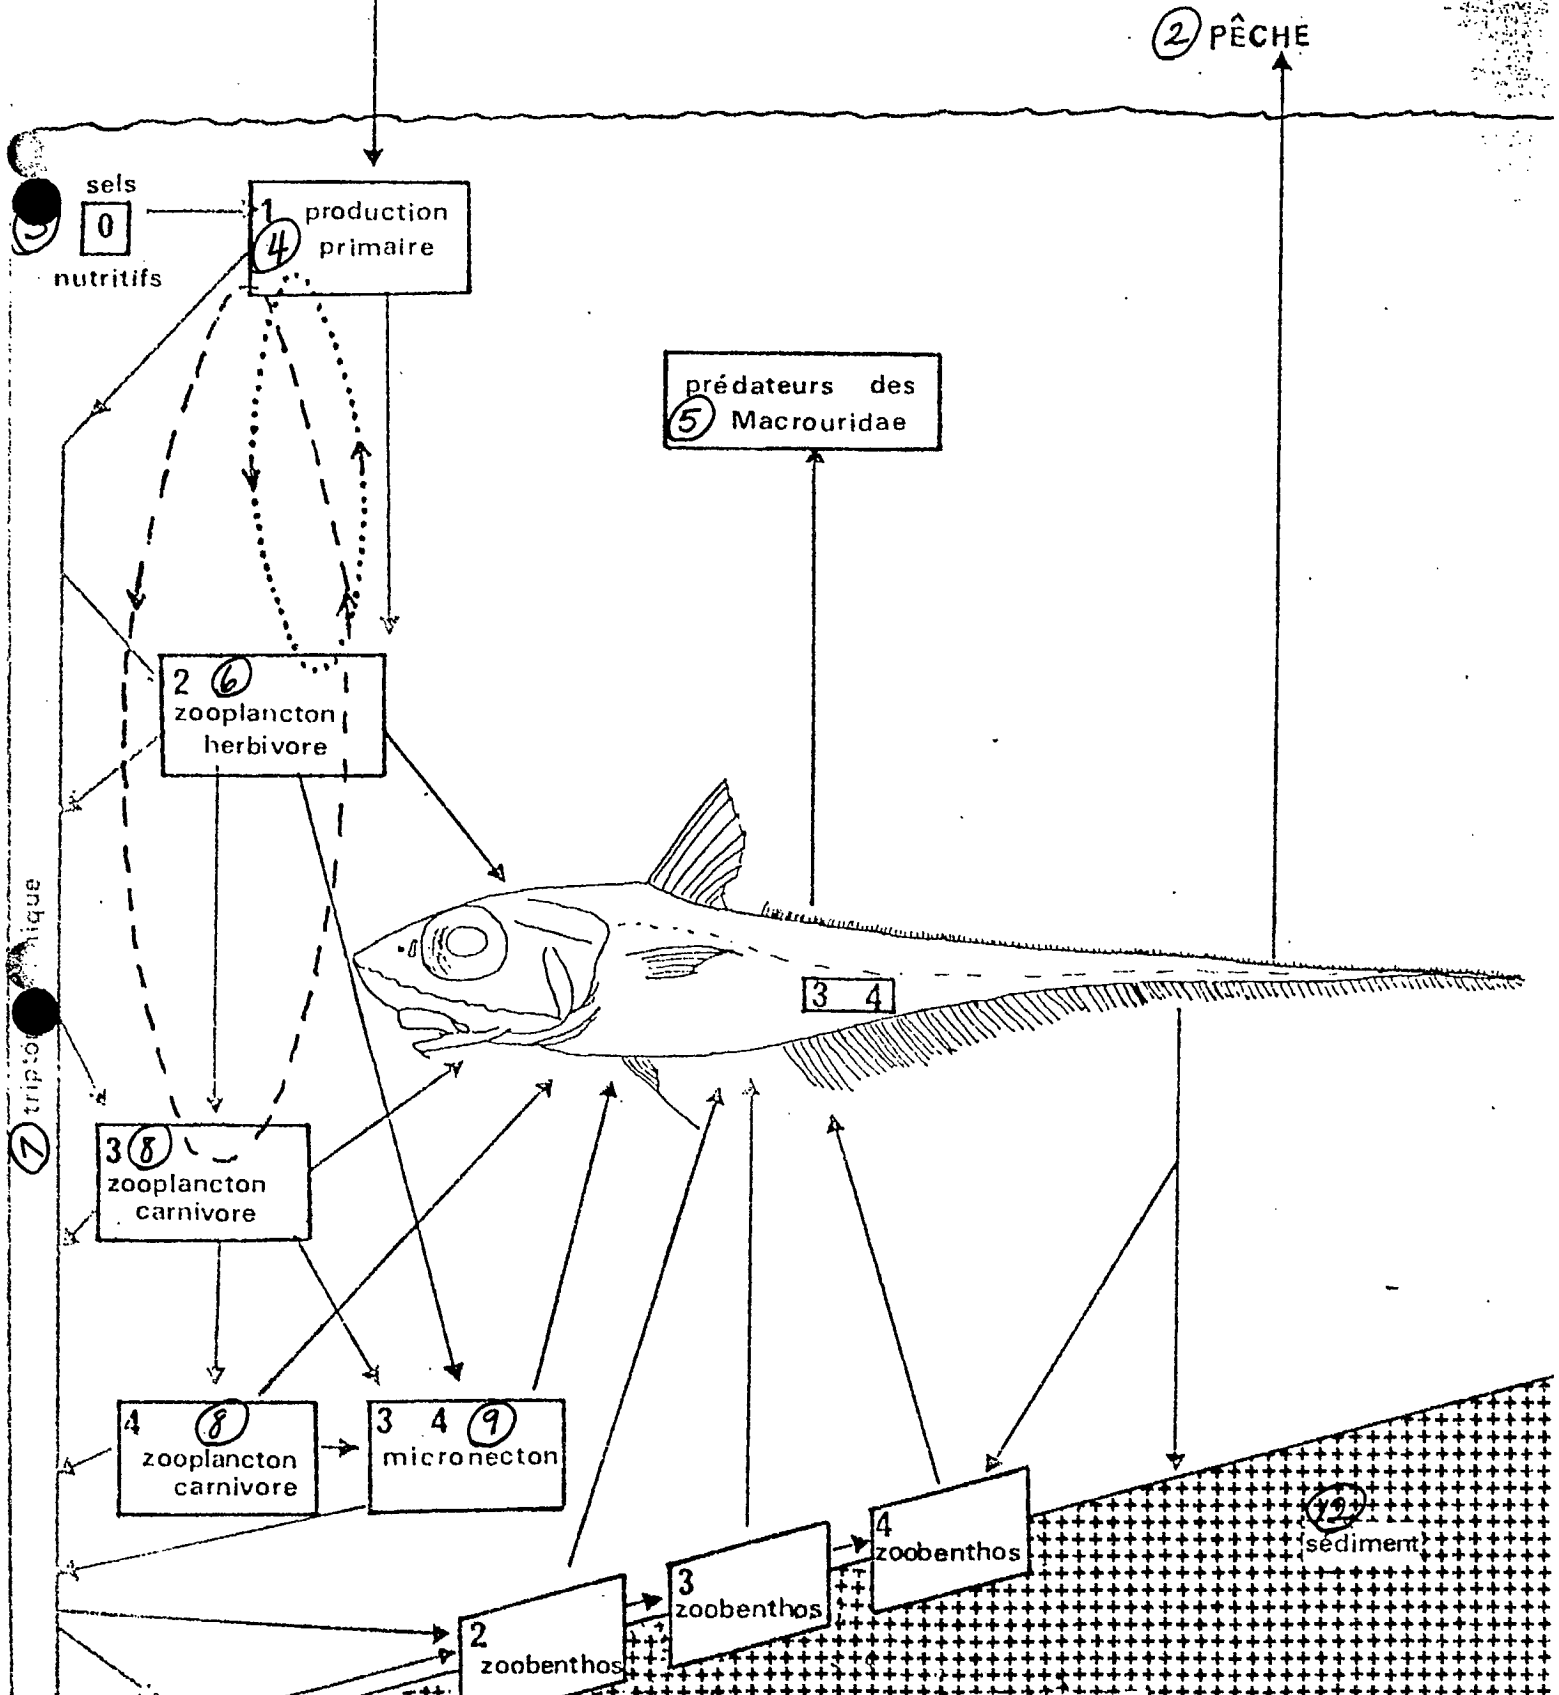 ② PÊCHE
sels
0
nutritifs
1 production
④ primaire
prédateurs des
⑤ Macrouridae
2 ⑥
zooplancton
herbivore
3 4
3 ⑧
zooplancton
carnivore
4 ⑧
zooplancton
carnivore
3 4 ⑨
micronecton
4
zoobenthos
3
zoobenthos
2
zoobenthos
⑫
sédiment